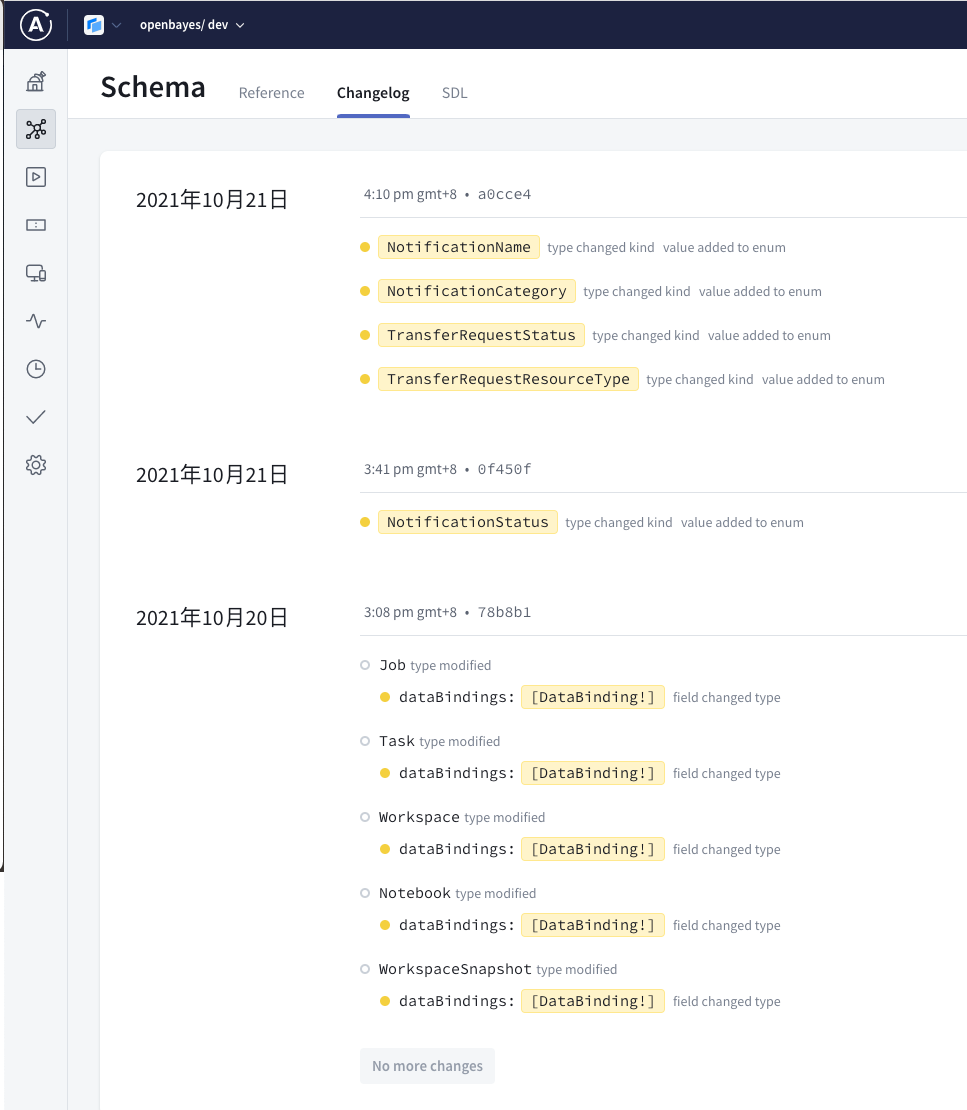 openbayes/ dev
Schema Reference Changelog SDL
2021年10月21日 4:10 pm gmt+8 • a0cce4
NotificationName type changed kind value added to enum
NotificationCategory type changed kind value added to enum
TransferRequestStatus type changed kind value added to enum
TransferRequestResourceType type changed kind value added to enum
2021年10月21日 3:41 pm gmt+8 • 0f450f
NotificationStatus type changed kind value added to enum
2021年10月20日 3:08 pm gmt+8 • 78b8b1
Job type modified
dataBindings: [DataBinding!] field changed type
Task type modified
dataBindings: [DataBinding!] field changed type
Workspace type modified
dataBindings: [DataBinding!] field changed type
Notebook type modified
dataBindings: [DataBinding!] field changed type
WorkspaceSnapshot type modified
dataBindings: [DataBinding!] field changed type
No more changes